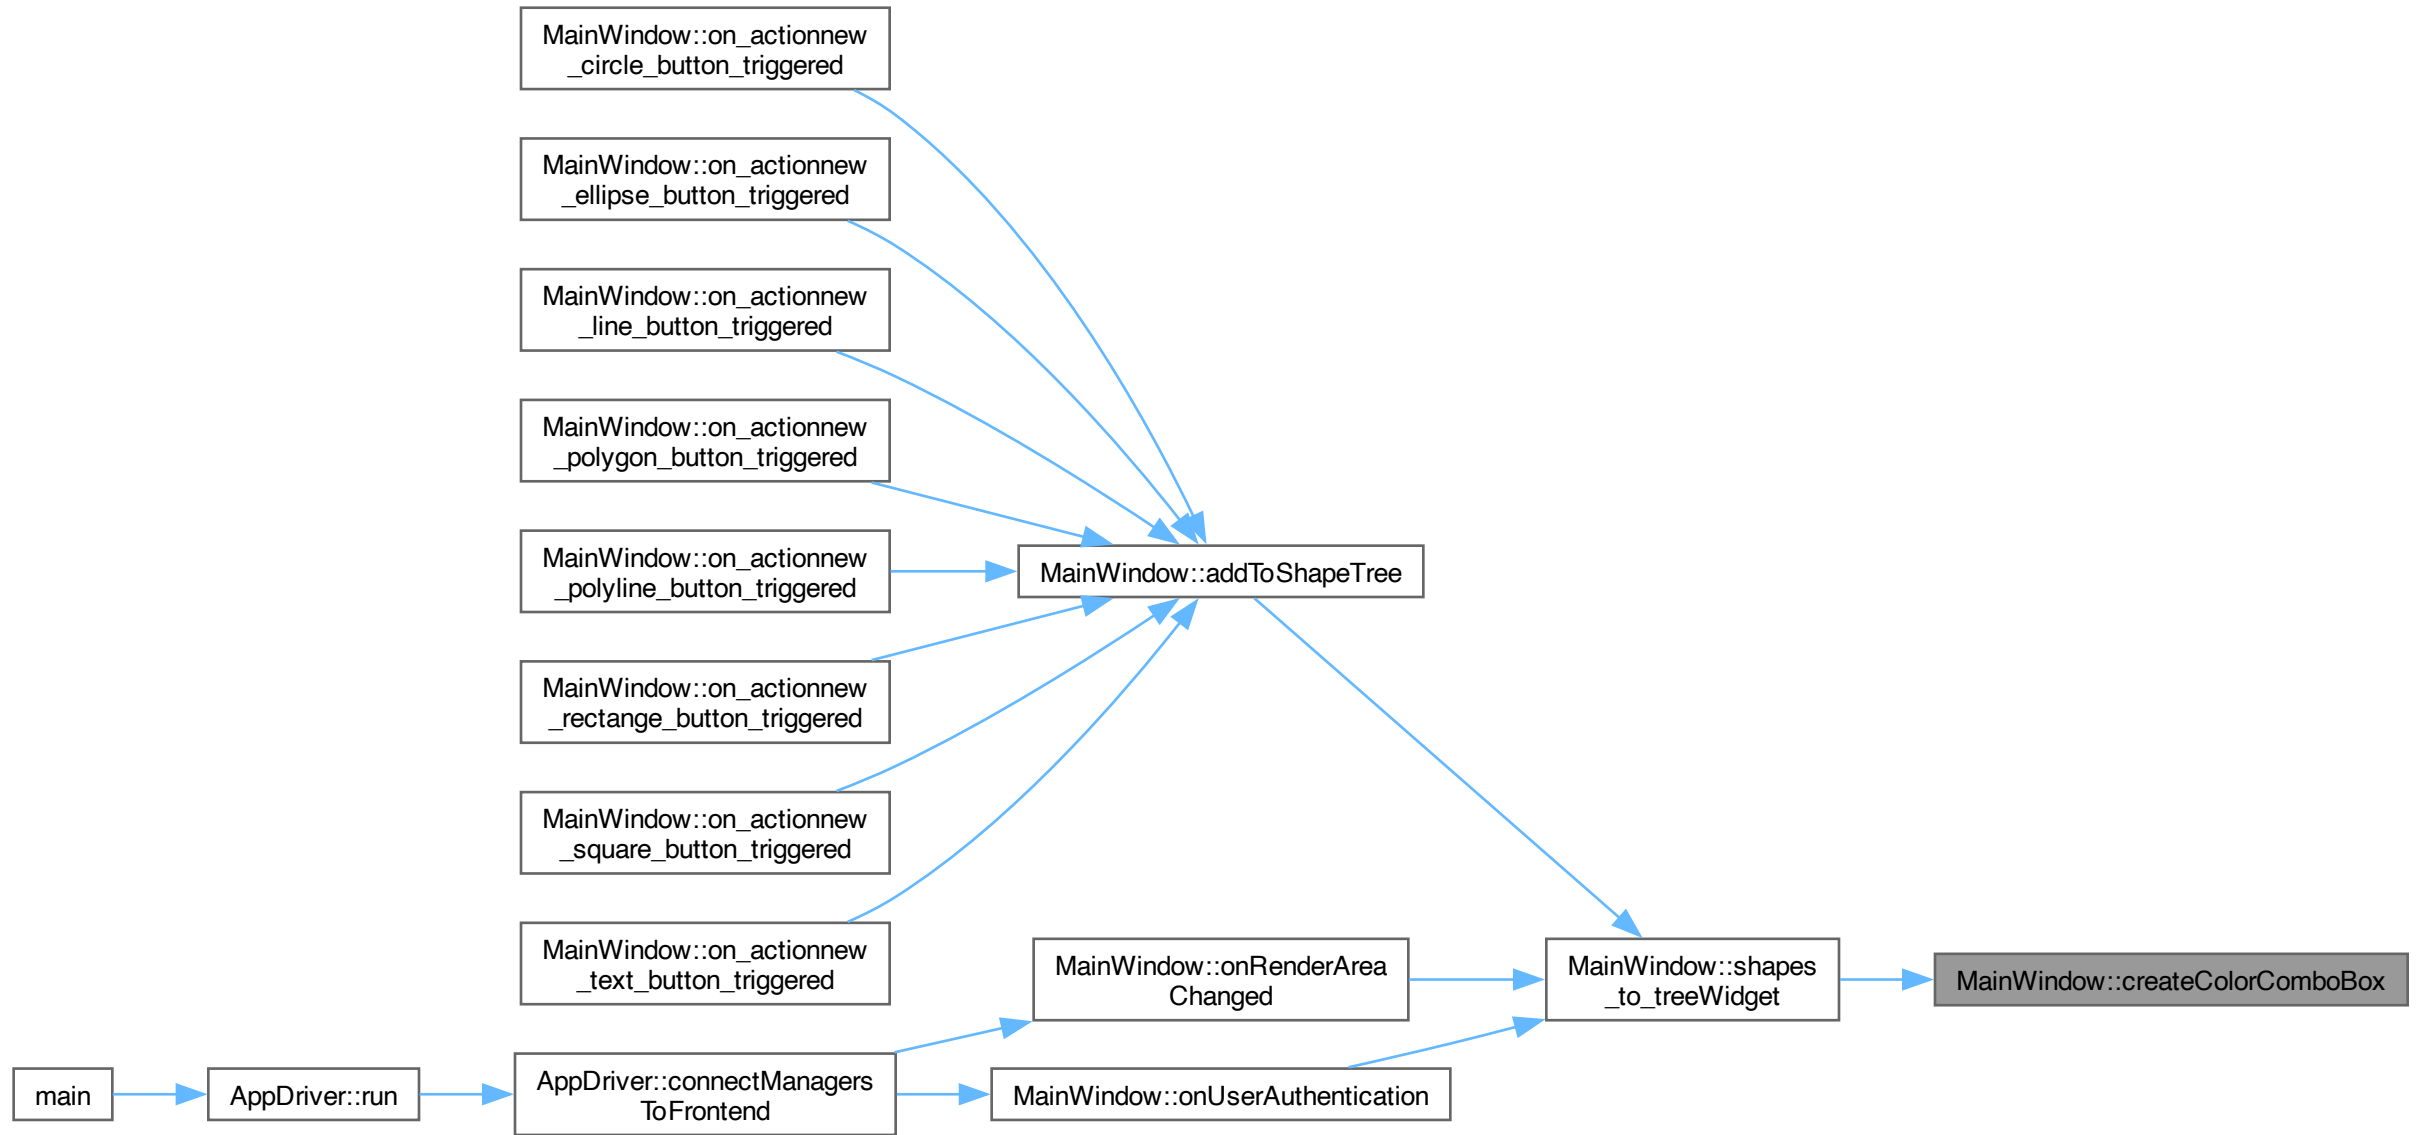 MainWindow::on_actionnew
_circle_button_triggered
MainWindow::on_actionnew
_ellipse_button_triggered
MainWindow::on_actionnew
_line_button_triggered
MainWindow::on_actionnew
_polygon_button_triggered
MainWindow::on_actionnew
_polyline_button_triggered
MainWindow::addToShapeTree
MainWindow::on_actionnew
_rectange_button_triggered
MainWindow::on_actionnew
_square_button_triggered
MainWindow::on_actionnew
_text_button_triggered
MainWindow::onRenderArea
Changed
MainWindow::shapes
_to_treeWidget
MainWindow::createColorComboBox
main
AppDriver::run
AppDriver::connectManagers
ToFrontend
MainWindow::onUserAuthentication